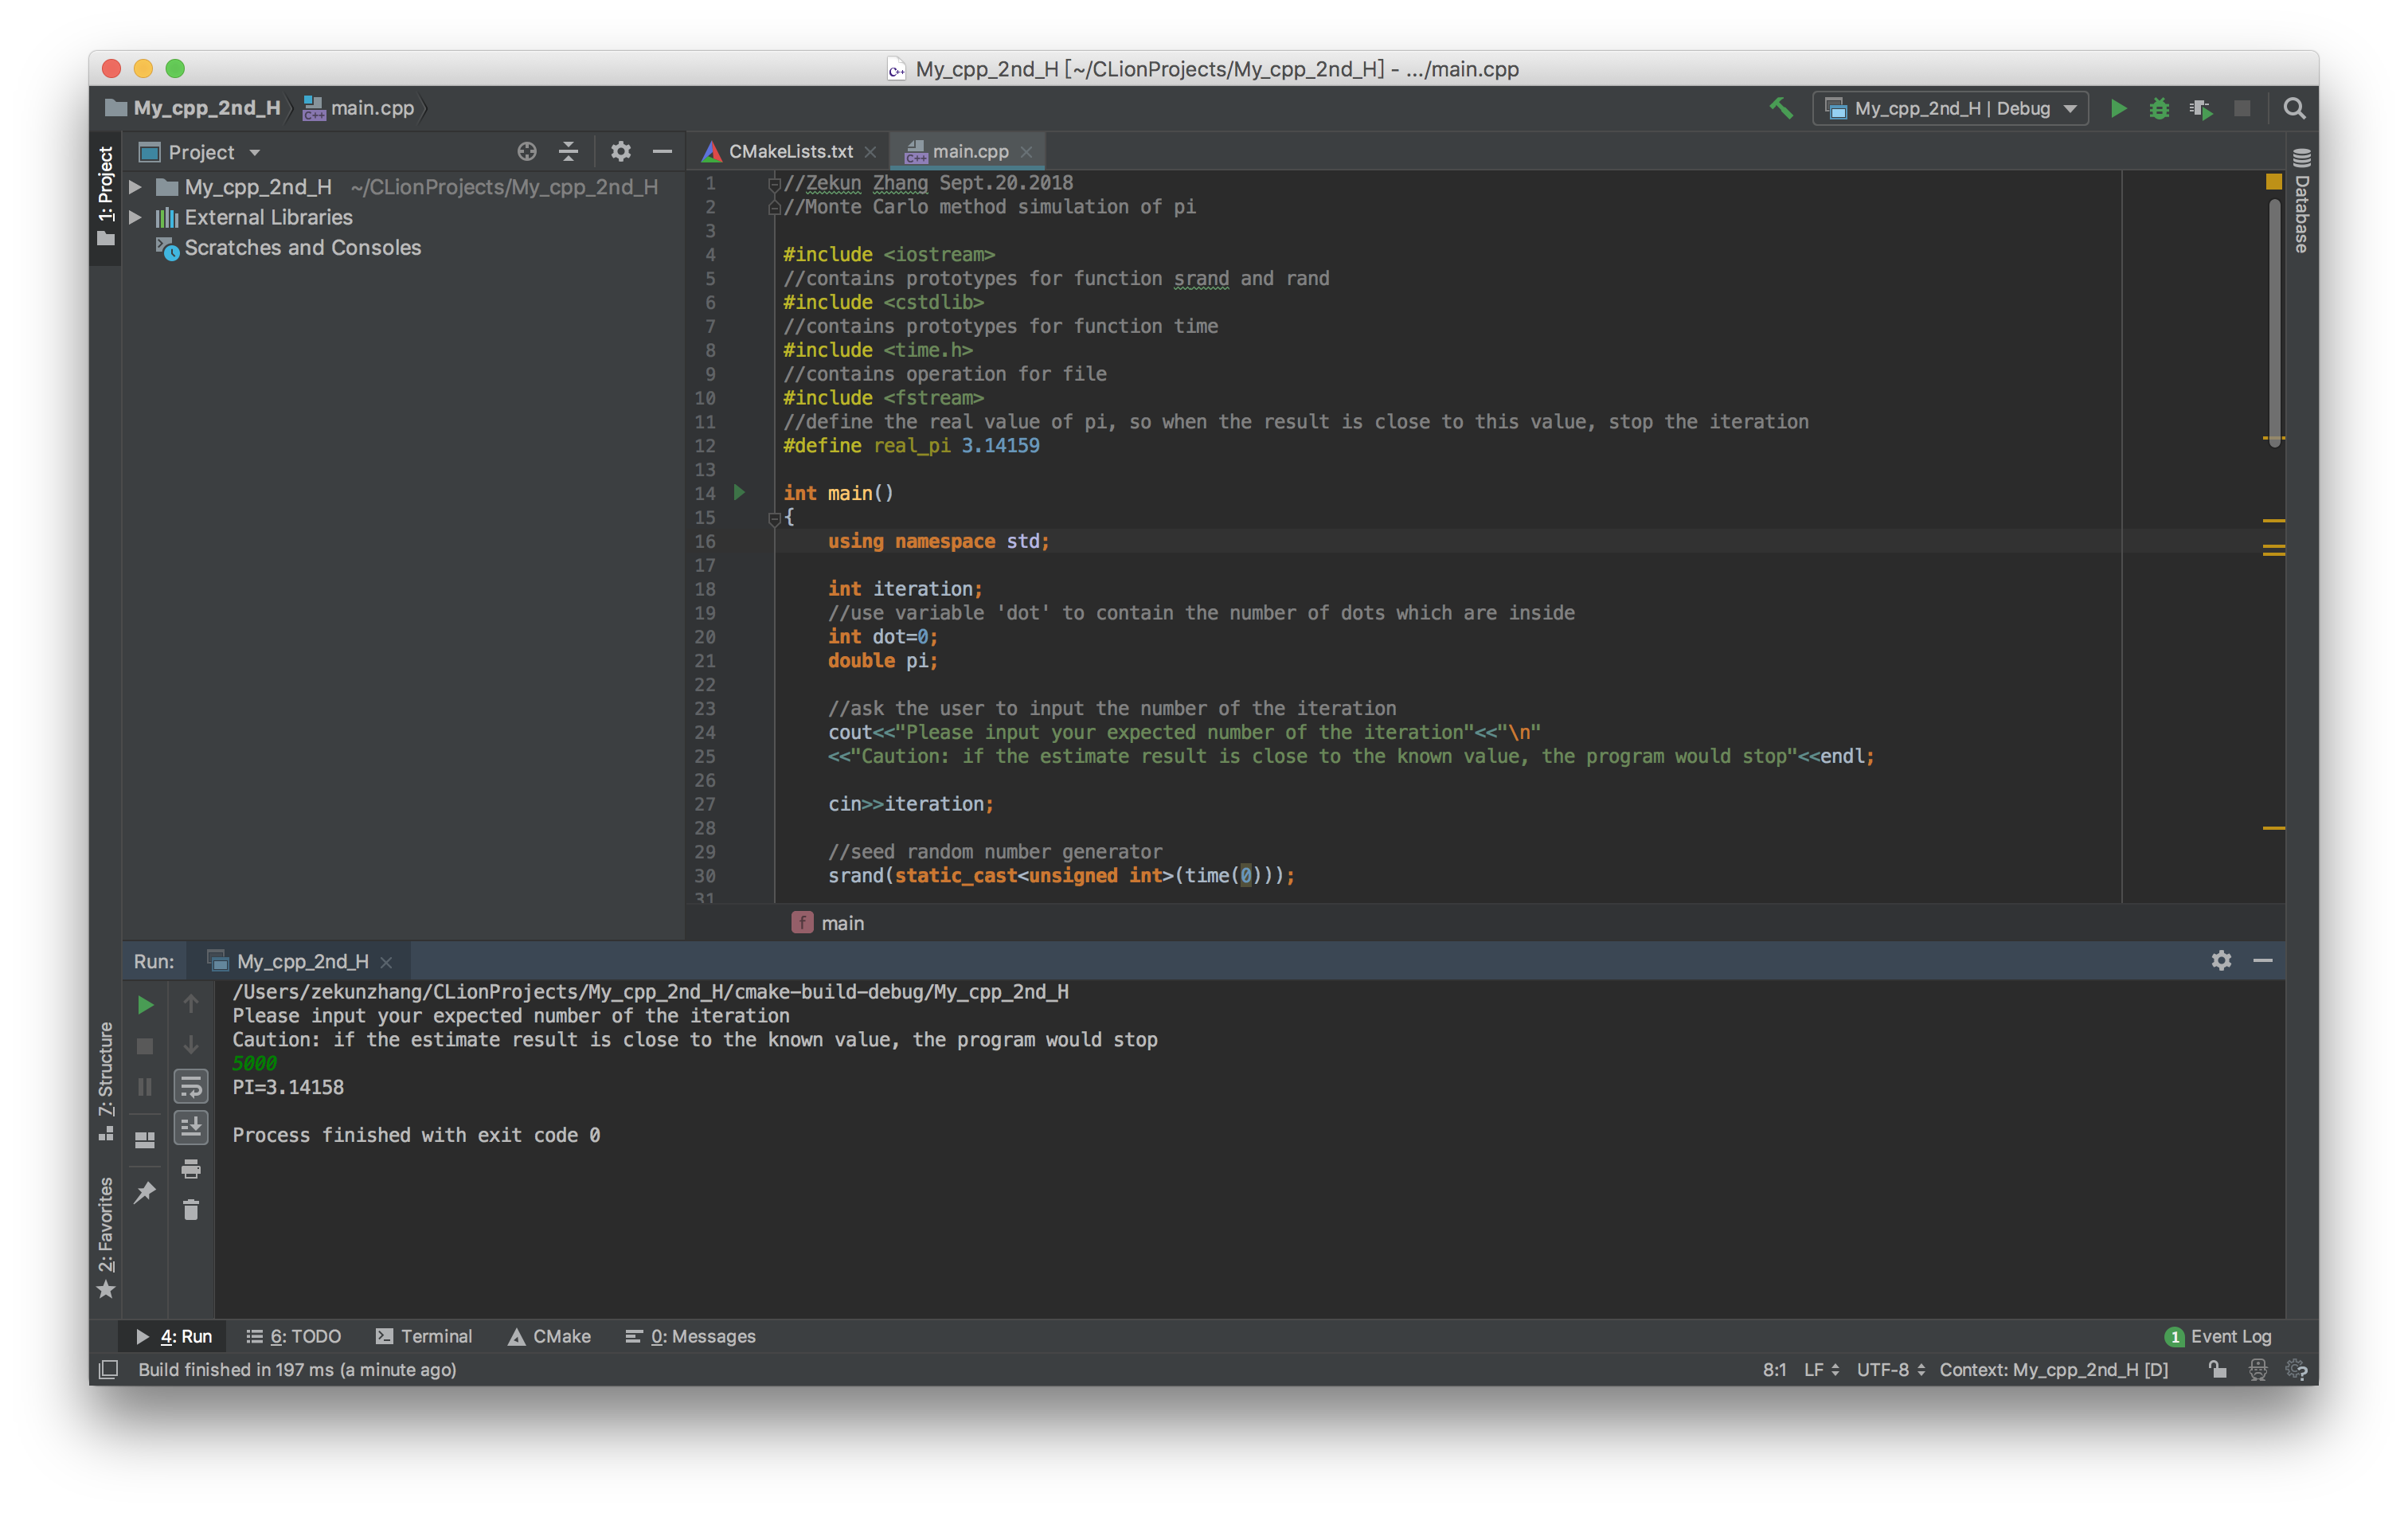 My_cpp_2nd_H [~/CLionProjects/My_cpp_2nd_H] - .../main.cpp
My_cpp_2nd_H main.cpp
My_cpp_2nd_H | Debug
1: Project
Project
My_cpp_2nd_H ~/CLionProjects/My_cpp_2nd_H
External Libraries
Scratches and Consoles
CMakeLists.txt main.cpp
Database
1 //Zekun Zhang Sept.20.2018
2 //Monte Carlo method simulation of pi
3
4 #include <iostream>
5 //contains prototypes for function srand and rand
6 #include <cstdlib>
7 //contains prototypes for function time
8 #include <time.h>
9 //contains operation for file
10 #include <fstream>
11 //define the real value of pi, so when the result is close to this value, stop the iteration
12 #define real_pi 3.14159
13
14 int main()
15 {
16 using namespace std;
17
18 int iteration;
19 //use variable 'dot' to contain the number of dots which are inside
20 int dot=0;
21 double pi;
22
23 //ask the user to input the number of the iteration
24 cout<<"Please input your expected number of the iteration"<<"\n"
25 <<"Caution: if the estimate result is close to the known value, the program would stop"<<endl;
26
27 cin>>iteration;
28
29 //seed random number generator
30 srand(static_cast<unsigned int>(time(0)));
31
f main
Run: My_cpp_2nd_H
/Users/zekunzhang/CLionProjects/My_cpp_2nd_H/cmake-build-debug/My_cpp_2nd_H
Please input your expected number of the iteration
Caution: if the estimate result is close to the known value, the program would stop
5000
PI=3.14158
Process finished with exit code 0
7: Structure
2: Favorites
4: Run 6: TODO Terminal CMake 0: Messages
1 Event Log
Build finished in 197 ms (a minute ago)
8:1 LF UTF-8 Context: My_cpp_2nd_H [D]